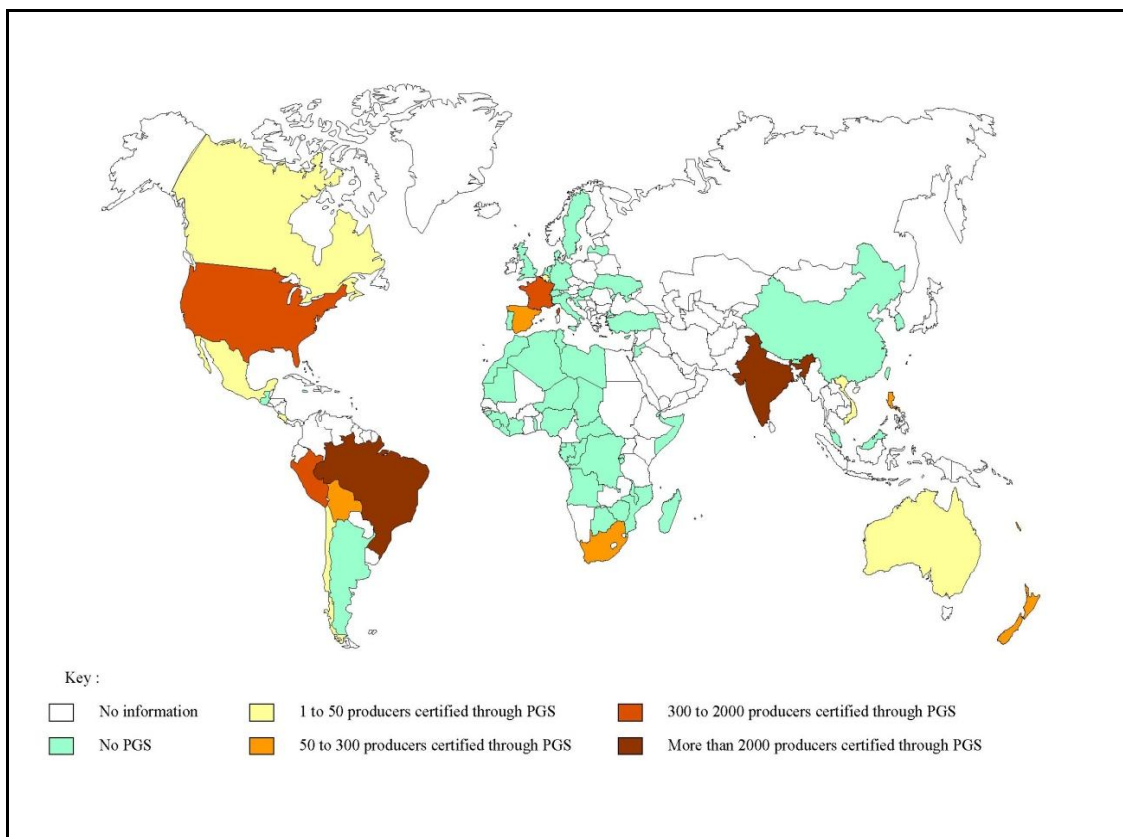 Key :
No information
1 to 50 producers certified through PGS
300 to 2000 producers certified through PGS
No PGS
50 to 300 producers certified through PGS
More than 2000 producers certified through PGS